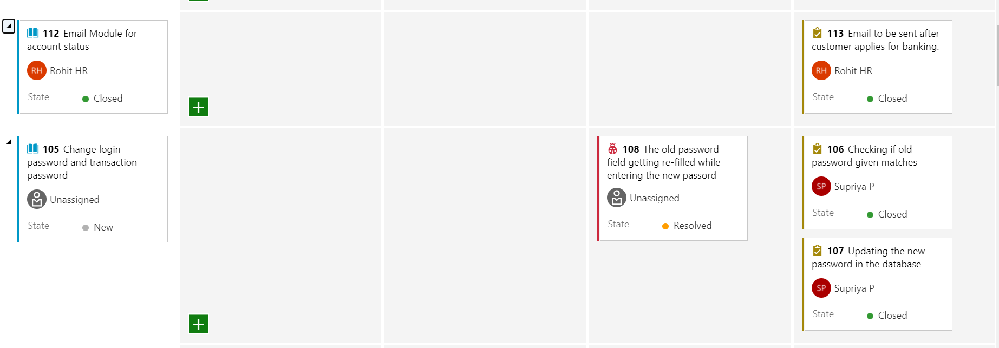 112 Email Module for
account status
RH Rohit HR
State Closed
113 Email to be sent after
customer applies for banking.
RH Rohit HR
State Closed
105 Change login
password and transaction
password
Unassigned
State New
108 The old password
field getting re-filled while
entering the new passord
Unassigned
State Resolved
106 Checking if old
password given matches
SP Supriya P
State Closed
107 Updating the new
password in the database
SP Supriya P
State Closed